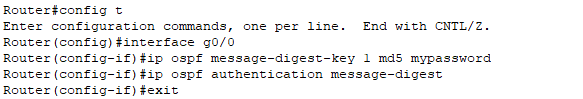 Router#config t
Enter configuration commands, one per line.  End with CNTL/Z.
Router(config)#interface g0/0
Router(config-if)#ip ospf message-digest-key 1 md5 mypassword
Router(config-if)#ip ospf authentication message-digest
Router(config-if)#exit